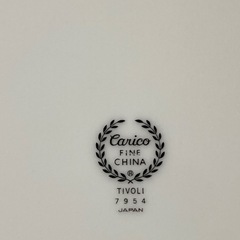 Carico
FINE
CHINA
®
TIVOLI
7954
JAPAN